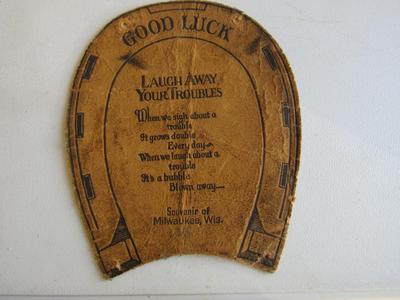 GOOD LUCK
LAUGH AWAY
YOUR TROUBLES
When we sigh about a
trouble
It grows double
Every day—
When we laugh about a
trouble
It's a bubble
Blown away—
Souvenir of
Milwaukee, Wis.